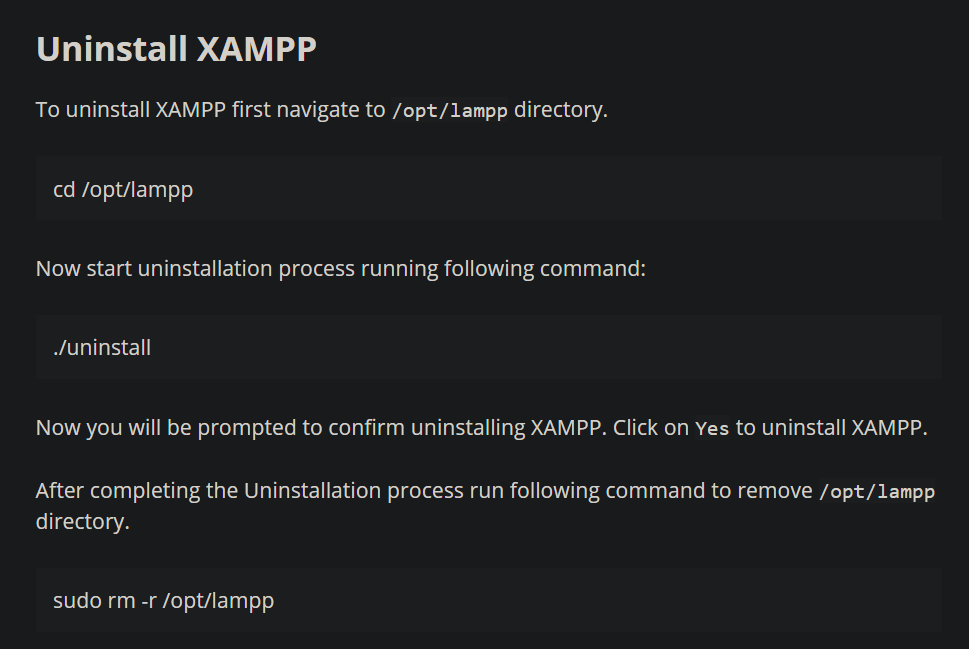 Uninstall XAMPP
To uninstall XAMPP first navigate to /opt/lampp directory.
cd /opt/lampp
Now start uninstallation process running following command:
./uninstall
Now you will be prompted to confirm uninstalling XAMPP. Click on Yes to uninstall XAMPP.
After completing the Uninstallation process run following command to remove /opt/lampp
directory.
sudo rm -r /opt/lampp